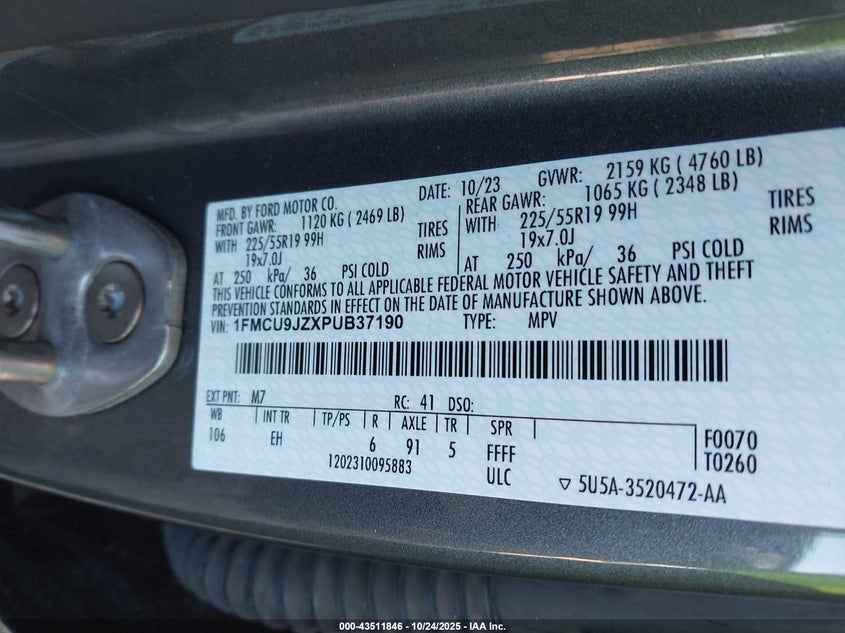 MFD. BY FORD MOTOR CO. DATE: 10/23 GVWR: 2159 KG ( 4760 LB)
FRONT GAWR: 1120 KG ( 2469 LB) REAR GAWR: 1065 KG ( 2348 LB)
WITH 225/55R19 99H TIRES WITH 225/55R19 99H TIRES
19x7.0J RIMS 19x7.0J RIMS
AT 250 kPa/ 36 PSI COLD AT 250 kPa/ 36 PSI COLD
THIS VEHICLE CONFORMS TO ALL APPLICABLE FEDERAL MOTOR VEHICLE SAFETY AND THEFT
PREVENTION STANDARDS IN EFFECT ON THE DATE OF MANUFACTURE SHOWN ABOVE.
VIN: 1FMCU9JZXPUB37190 TYPE: MPV
EXT PNT: M7 RC: 41 DSO:
WB INT TR TP/PS R AXLE TR SPR
106 EH 6 91 5 FFFF F0070
1202310095883 ULC T0260
▽ 5U5A-3520472-AA
000-43511846 - 10/24/2025 - IAA Inc.